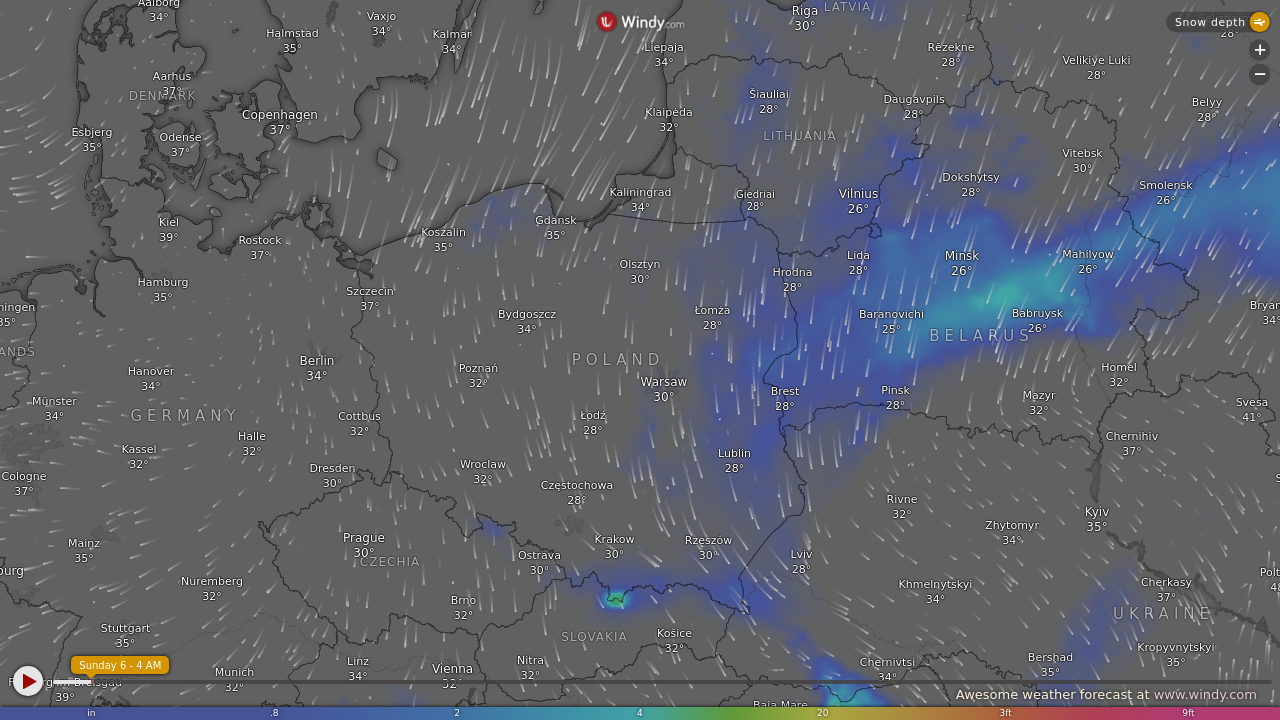 Aalborg
34°
Vaxjo
34°
Halmstad
35°
Kalmar
34°
Windy.com
Riga
30°
LATVIA
Snow depth
28°
Liepaja
34°
Rezekne
28°
Velikiye Luki
28°
Aarhus
37°
DENMARK
Šiauliai
28°
Daugavpils
28°
Belyy
28°
Copenhagen
37°
Klaipėda
32°
Esbjerg
35°
Odense
37°
LITHUANIA
Vitebsk
30°
Dokshytsy
28°
Smolensk
26°
Kaliningrad
34°
Giedriai
28°
Vilnius
26°
Kiel
39°
Rostock
37°
Koszalin
35°
Gdansk
35°
Olsztyn
30°
Hrodna
28°
Lida
28°
Minsk
26°
Mahilyow
26°
Hamburg
35°
Szczecin
37°
ningen
35°
Bydgoszcz
34°
Łomża
28°
Baranovichi
25°
Babruysk
26°
BELARUS
Bryan
34°
ANDS
Hanover
34°
Berlin
34°
POLAND
Poznań
32°
Warsaw
30°
Brest
28°
Pinsk
28°
Homel
32°
Mazyr
32°
Svesa
41°
Münster
34°
GERMANY
Cottbus
32°
Łódź
28°
Halle
32°
Kassel
32°
Chernihiv
37°
Lublin
28°
Cologne
37°
Dresden
30°
Wroclaw
32°
Częstochowa
28°
Rivne
32°
Zhytomyr
34°
Kyiv
35°
Mainz
35°
Prague
30°
CZECHIA
Ostrava
30°
Krakow
30°
Rzeszow
30°
Lviv
28°
ourg
Nuremberg
32°
Brno
32°
Khmelnytskyi
34°
Cherkasy
37°
Polt
UKRAINE
Stuttgart
35°
SLOVAKIA
Košice
32°
Kropyvnytskyi
35°
Sunday 6 - 4 AM
Munich
32°
Linz
34°
Vienna
32°
Nitra
32°
Chernivtsi
34°
Bershad
35°
39°
Baia Mare
Awesome weather forecast at www.windy.com
in .8 2 4 20 3ft 9ft